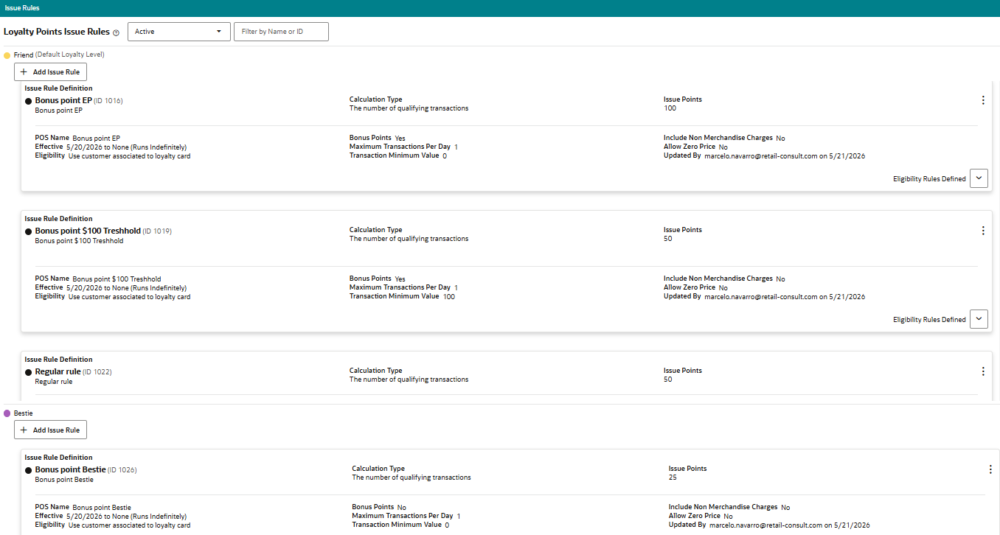 Issue Rules
Loyalty Points Issue Rules ? Active Filter by Name or ID
Friend (Default Loyalty Level)
+ Add Issue Rule
Issue Rule Definition
Bonus point EP (ID 1016) Calculation Type Issue Points
Bonus point EP The number of qualifying transactions 100
POS Name Bonus point EP Bonus Points Yes Include Non Merchandise Charges No
Effective 5/20/2026 to None (Runs Indefinitely) Maximum Transactions Per Day 1 Allow Zero Price No
Eligibility Use customer associated to loyalty card Transaction Minimum Value 0 Updated By marcelo.navarro@retail-consult.com on 5/21/2026
Eligibility Rules Defined
Issue Rule Definition
Bonus point $100 Treshhold (ID 1019) Calculation Type Issue Points
Bonus point $100 Treshhold The number of qualifying transactions 50
POS Name Bonus point $100 Treshhold Bonus Points Yes Include Non Merchandise Charges No
Effective 5/20/2026 to None (Runs Indefinitely) Maximum Transactions Per Day 1 Allow Zero Price No
Eligibility Use customer associated to loyalty card Transaction Minimum Value 100 Updated By marcelo.navarro@retail-consult.com on 5/21/2026
Eligibility Rules Defined
Issue Rule Definition
Regular rule (ID 1022) Calculation Type Issue Points
Regular rule The number of qualifying transactions 50
Bestie
+ Add Issue Rule
Issue Rule Definition
Bonus point Bestie (ID 1026) Calculation Type Issue Points
Bonus point Bestie The number of qualifying transactions 25
POS Name Bonus point Bestie Bonus Points No Include Non Merchandise Charges No
Effective 5/20/2026 to None (Runs Indefinitely) Maximum Transactions Per Day 1 Allow Zero Price No
Eligibility Use customer associated to loyalty card Transaction Minimum Value 0 Updated By marcelo.navarro@retail-consult.com on 5/21/2026